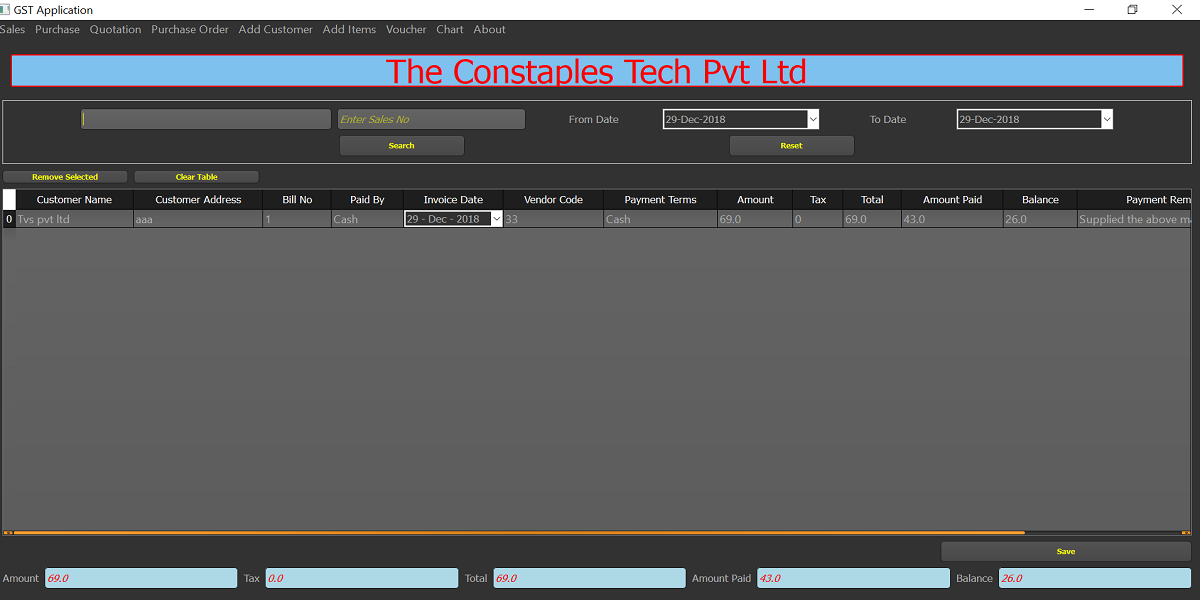 GST Application
Sales Purchase Quotation Purchase Order Add Customer Add Items Voucher Chart About
The Constaples Tech Pvt Ltd
Enter Sales No From Date 29-Dec-2018 To Date 29-Dec-2018
Search Reset
Remove Selected Clear Table
Customer Name Customer Address Bill No Paid By Invoice Date Vendor Code Payment Terms Amount Tax Total Amount Paid Balance Payment Rem
0 Tvs pvt ltd aaa 1 Cash 29 - Dec - 2018 33 Cash 69.0 0 69.0 43.0 26.0 Supplied the above m
Save
Amount 69.0 Tax 0.0 Total 69.0 Amount Paid 43.0 Balance 26.0